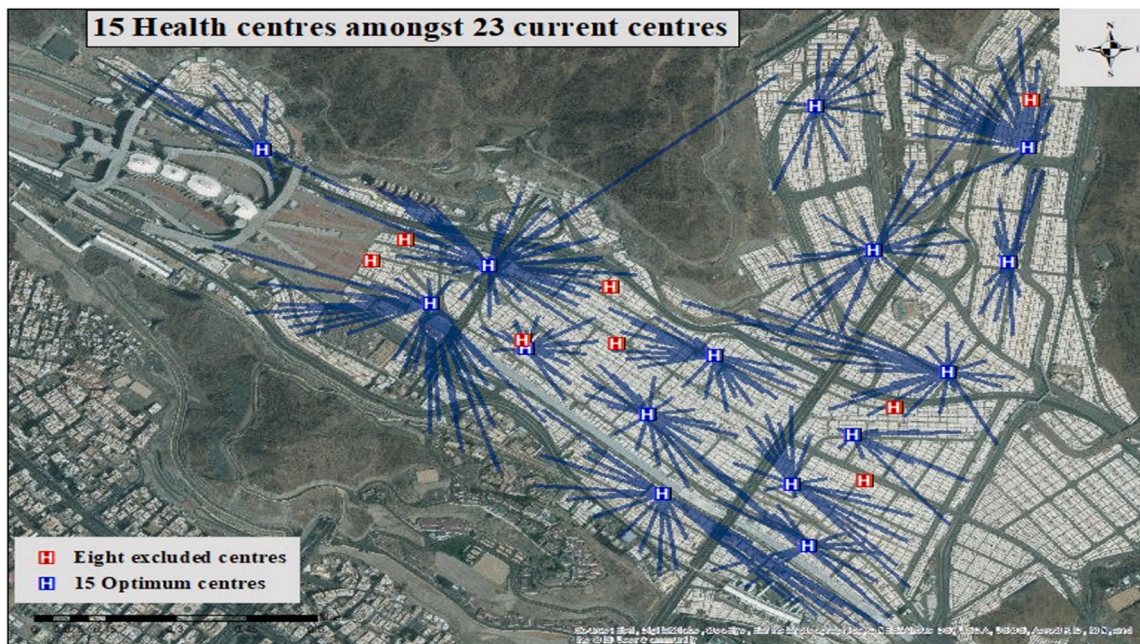 15 Health centres amongst 23 current centres
N
W E
S
H Eight excluded centres
H 15 Optimum centres